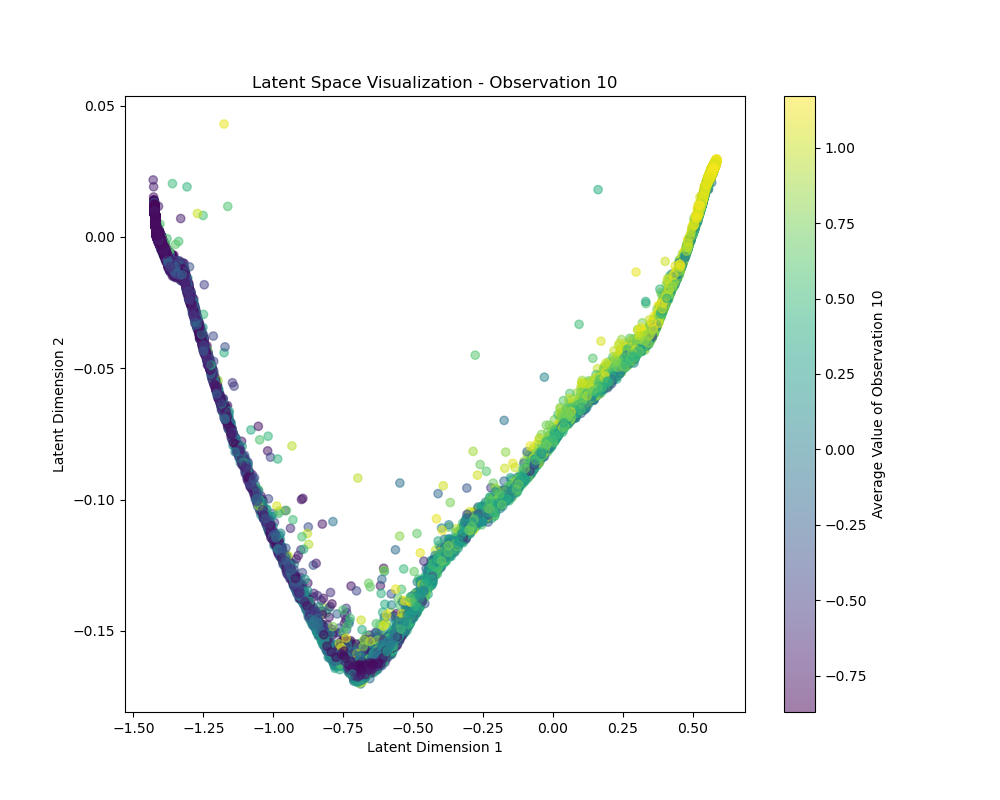 Latent Space Visualization - Observation 10
0.05
0.00
−0.05
−0.10
−0.15
Latent Dimension 2
−1.50 −1.25 −1.00 −0.75 −0.50 −0.25 0.00 0.25 0.50
Latent Dimension 1
1.00
0.75
0.50
0.25
0.00
−0.25
−0.50
−0.75
Average Value of Observation 10